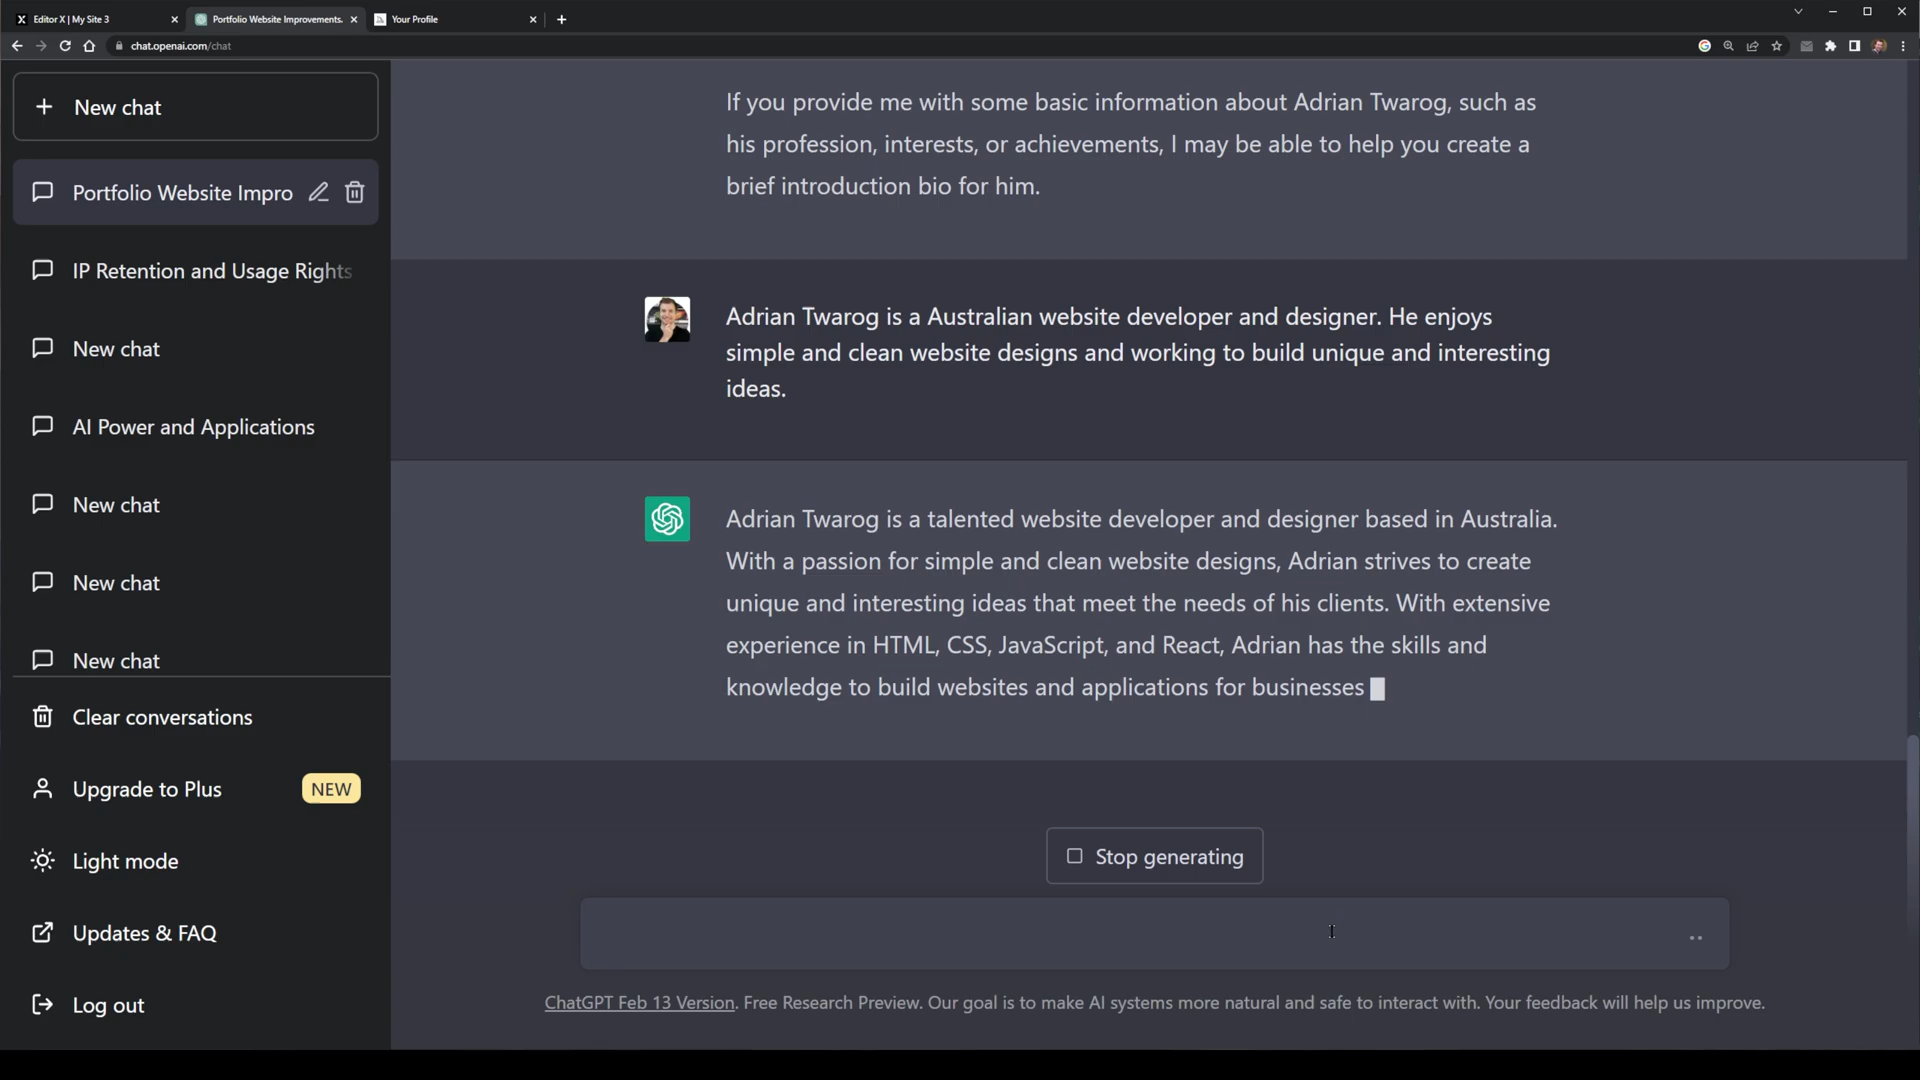 Editor X | My Site 3
Portfolio Website Improvements.
Your Profile
chat.openai.com/chat
New chat
Portfolio Website Impro
IP Retention and Usage Rights
New chat
AI Power and Applications
New chat
New chat
New chat
Clear conversations
Upgrade to Plus
NEW
Light mode
Updates & FAQ
Log out
If you provide me with some basic information about Adrian Twarog, such as
his profession, interests, or achievements, I may be able to help you create a
brief introduction bio for him.
Adrian Twarog is a Australian website developer and designer. He enjoys
simple and clean website designs and working to build unique and interesting
ideas.
Adrian Twarog is a talented website developer and designer based in Australia.
With a passion for simple and clean website designs, Adrian strives to create
unique and interesting ideas that meet the needs of his clients. With extensive
experience in HTML, CSS, JavaScript, and React, Adrian has the skills and
knowledge to build websites and applications for businesses
Stop generating
ChatGPT Feb 13 Version. Free Research Preview. Our goal is to make AI systems more natural and safe to interact with. Your feedback will help us improve.